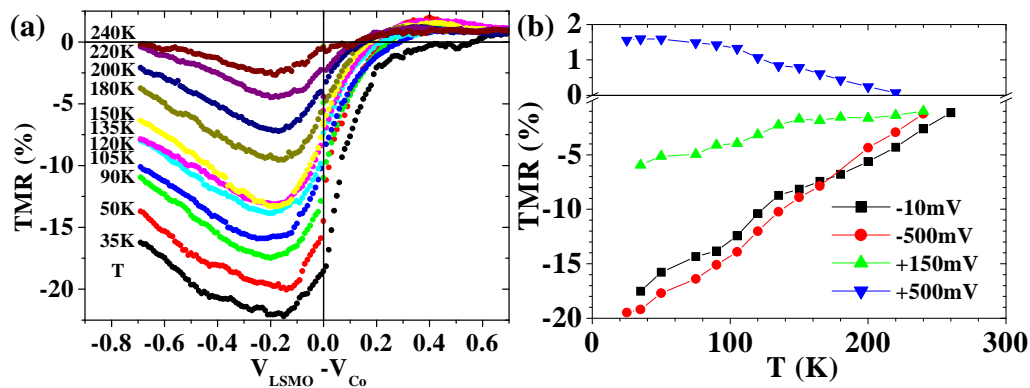 (a)
TMR (%)
0
-5
-10
-15
-20
240K
220K
200K
180K
150K
135K
120K
105K
90K
50K
35K
T
-0.8 -0.6 -0.4 -0.2 0.0 0.2 0.4 0.6
V_LSMO -V_Co
(b)
TMR (%)
2
1
0
-5
-10
-15
-20
-10mV
-500mV
+150mV
+500mV
0 100 200 300
T (K)